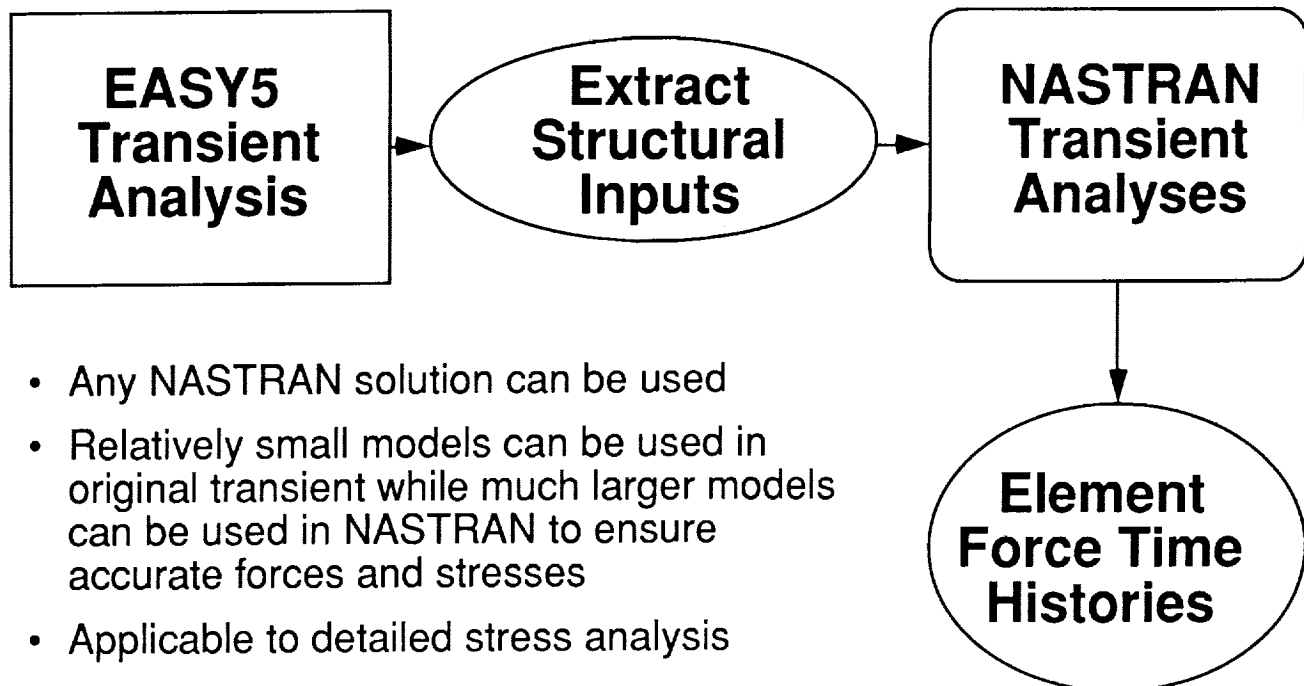 EASY5
Transient
Analysis
Extract
Structural
Inputs
NASTRAN
Transient
Analyses
• Any NASTRAN solution can be used
• Relatively small models can be used in
original transient while much larger models
can be used in NASTRAN to ensure
accurate forces and stresses
• Applicable to detailed stress analysis
Element
Force Time
Histories